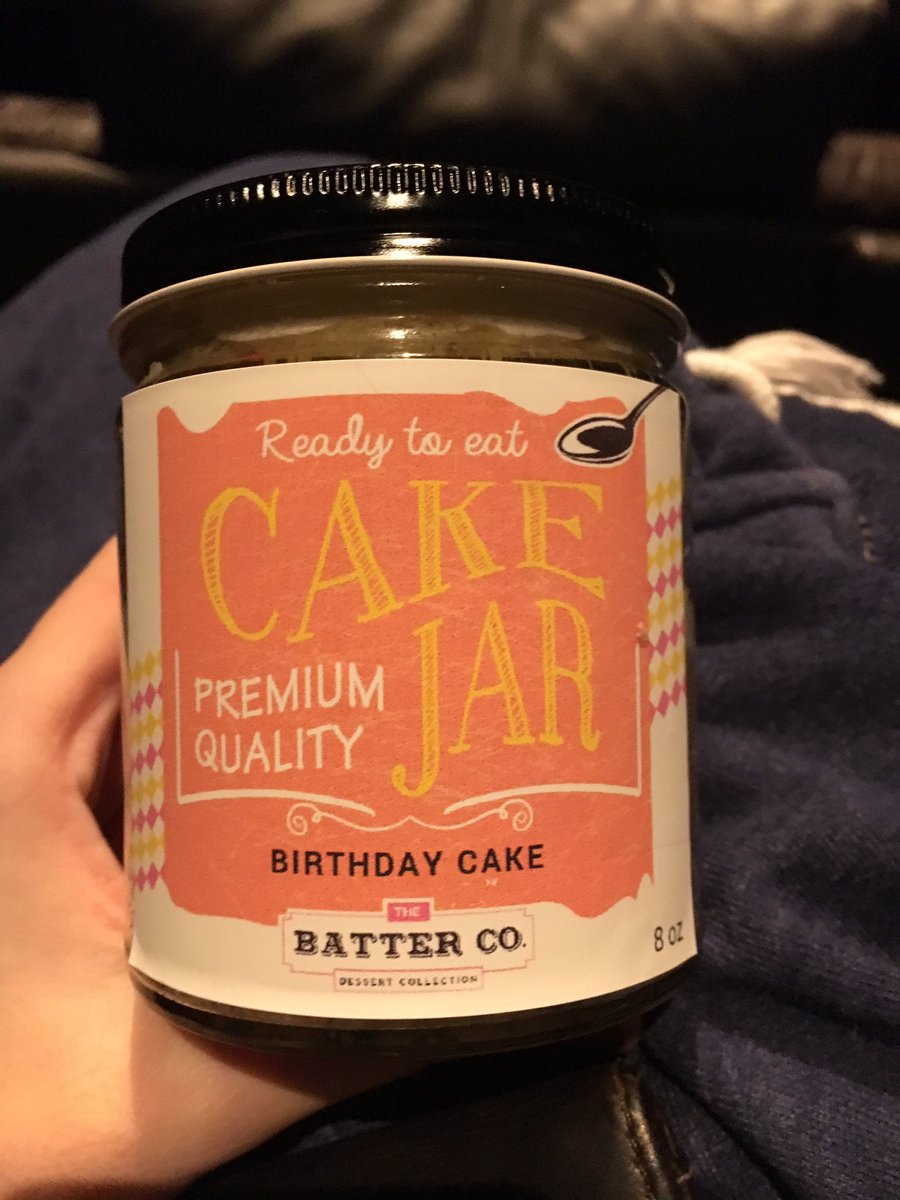 Ready to eat
CAKE
JAR
PREMIUM
QUALITY
BIRTHDAY CAKE
THE
BATTER CO.
DESSERT COLLECTION
8 OZ